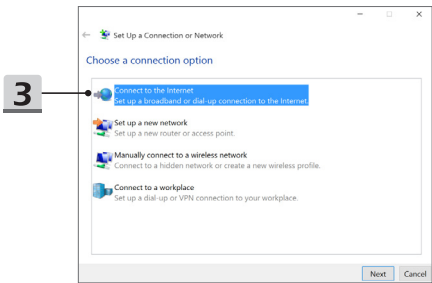 Set Up a Connection or Network
Choose a connection option
3
Connect to the Internet
Set up a broadband or dial-up connection to the Internet.
Set up a new network
Set up a new router or access point.
Manually connect to a wireless network
Connect to a hidden network or create a new wireless profile.
Connect to a workplace
Set up a dial-up or VPN connection to your workplace.
Next Cancel